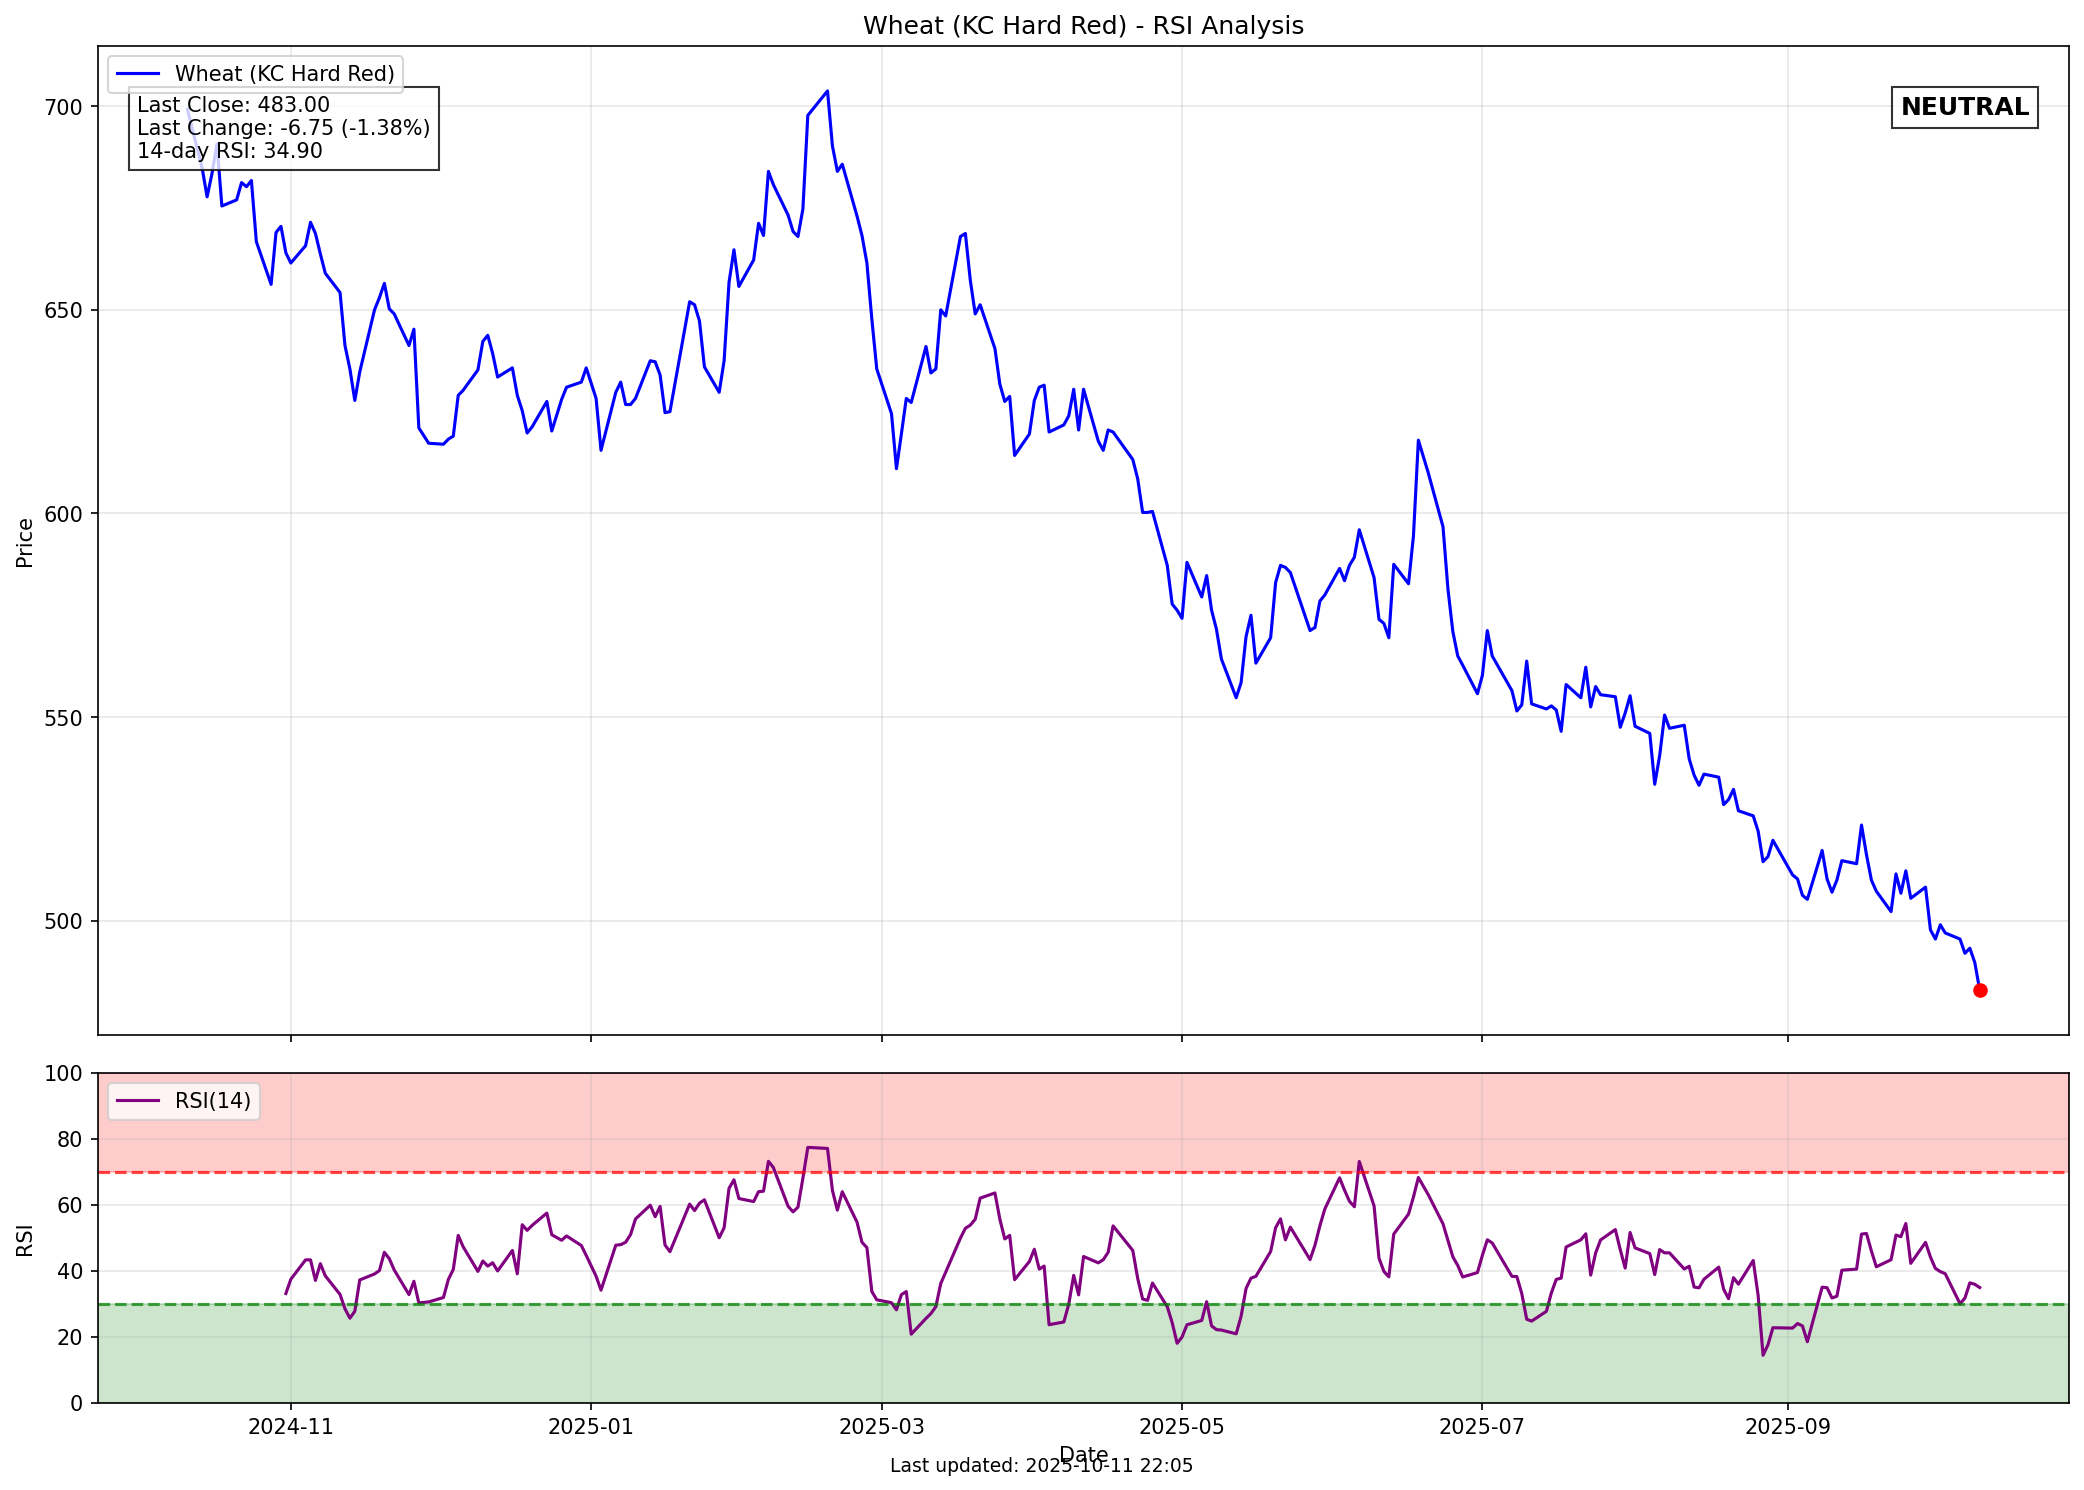 Wheat (KC Hard Red) - RSI Analysis
Wheat (KC Hard Red)
Last Close: 483.00
Last Change: -6.75 (-1.38%)
14-day RSI: 34.90
NEUTRAL
700
650
600
550
500
Price
RSI(14)
100
80
60
40
20
0
RSI
2024-11
2025-01
2025-03
2025-05
2025-07
2025-09
Date
Last updated: 2025-10-11 22:05